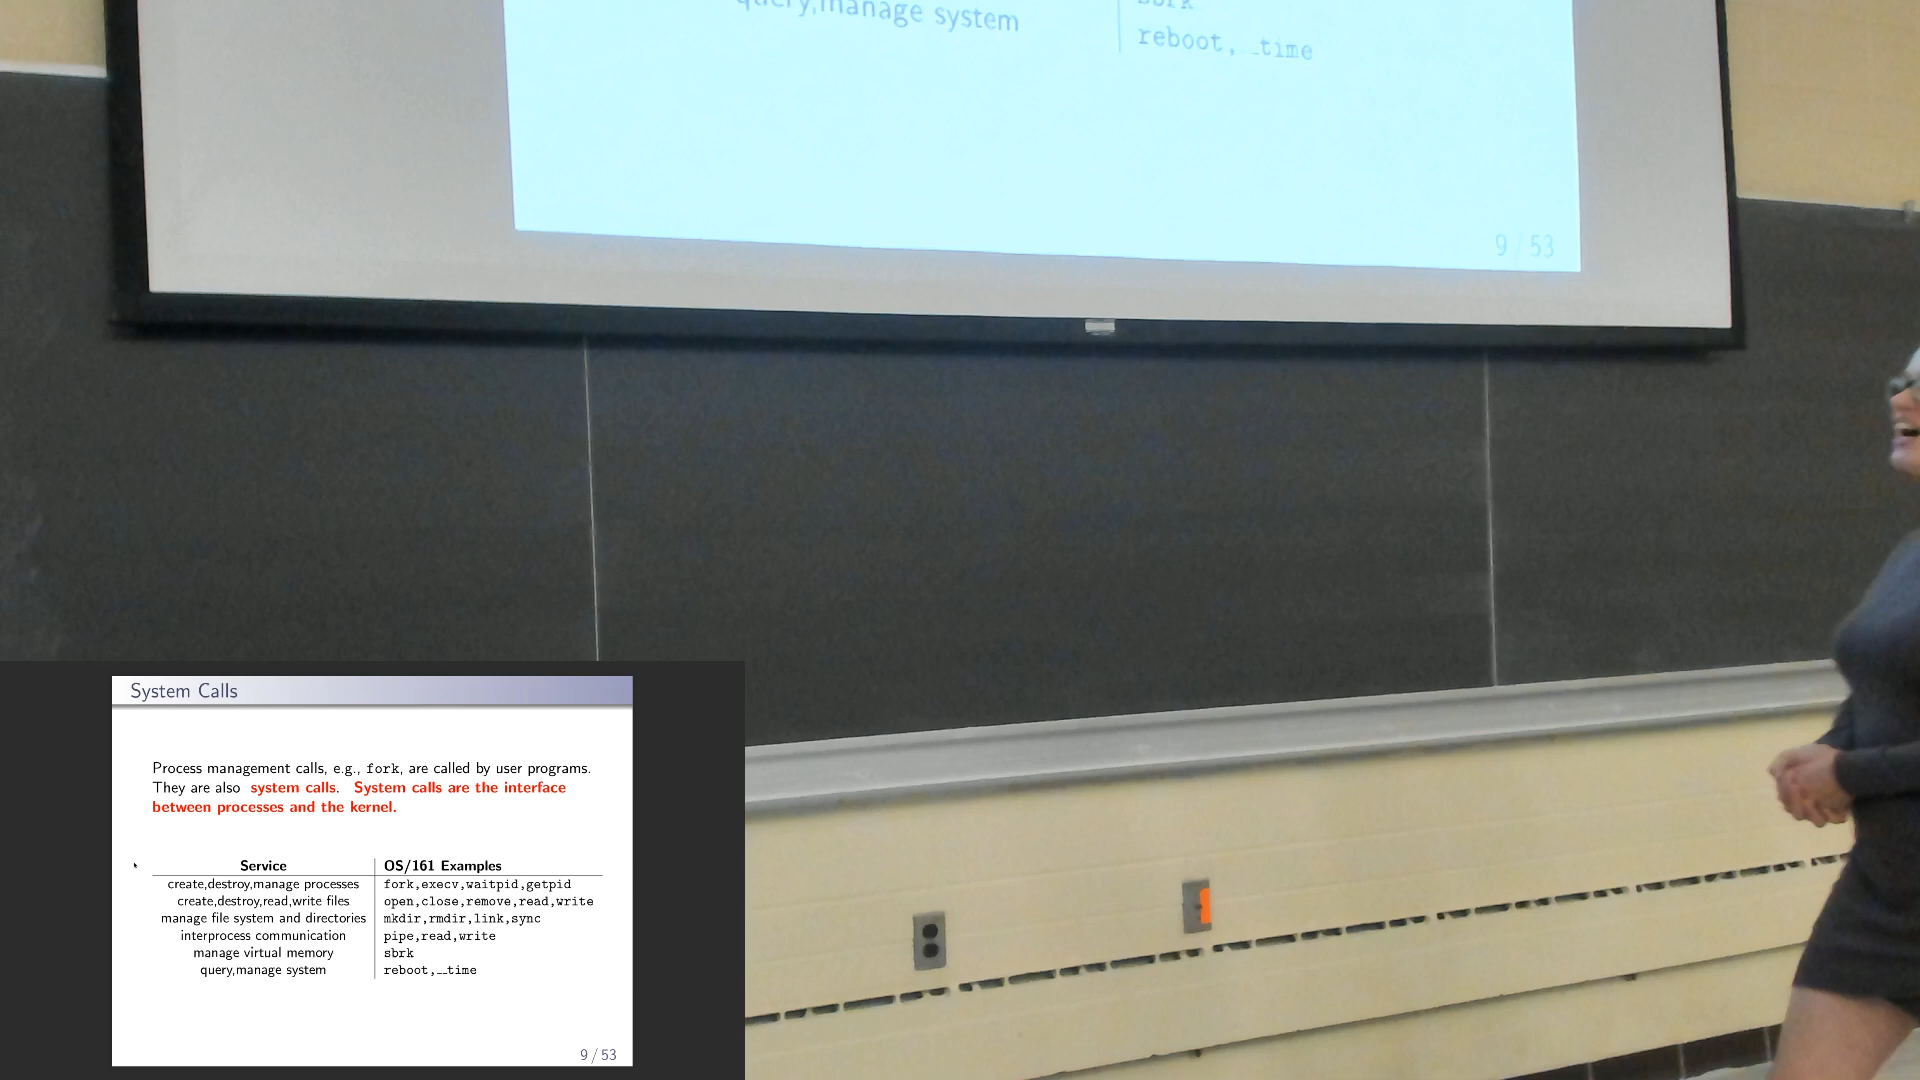 query,manage system
reboot, __time
9 / 53
System Calls
Process management calls, e.g., fork, are called by user programs.
They are also system calls. System calls are the interface
between processes and the kernel.
Service OS/161 Examples
create,destroy,manage processes fork,execv,waitpid,getpid
create,destroy,read,write files open,close,remove,read,write
manage file system and directories mkdir,rmdir,link,sync
interprocess communication pipe,read,write
manage virtual memory sbrk
query,manage system reboot,__time
9 / 53